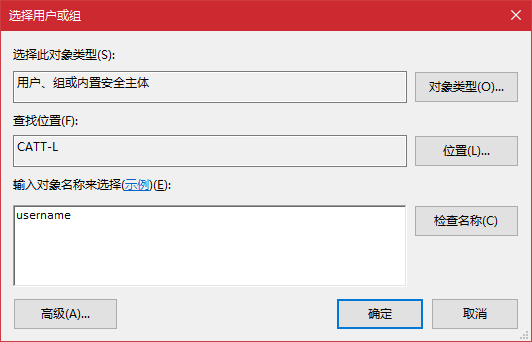 选择用户或组
选择此对象类型(S):
用户、组或内置安全主体
对象类型(O)...
查找位置(F):
CATT-L
位置(L)...
输入对象名称来选择(示例)(E):
username
检查名称(C)
高级(A)...
确定
取消